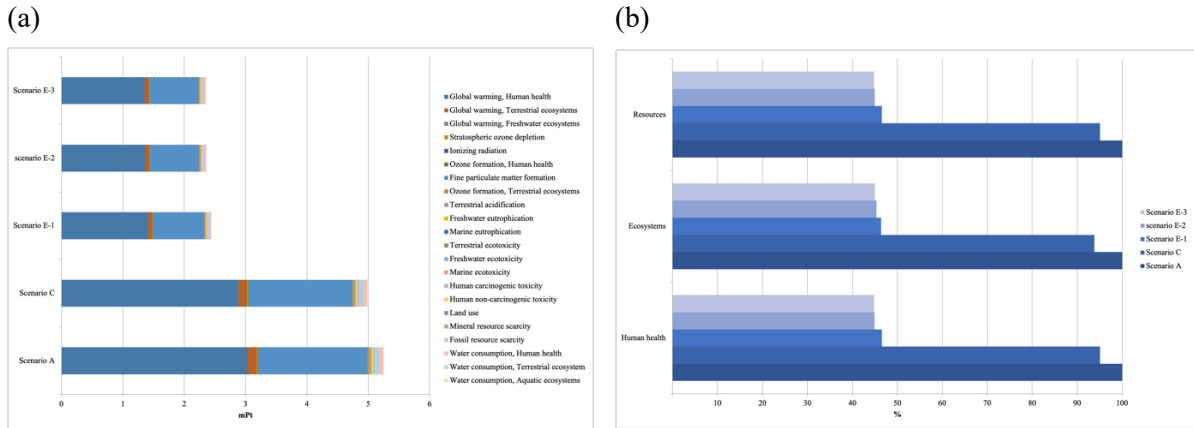 (a)
(b)
Scenario E-3
scenario E-2
Scenario E-1
Scenario C
Scenario A
0 1 2 3 4 5 6
mPt
Global warming, Human health
Global warming, Terrestrial ecosystems
Global warming, Freshwater ecosystems
Stratospheric ozone depletion
Ionizing radiation
Ozone formation, Human health
Fine particulate matter formation
Ozone formation, Terrestrial ecosystems
Terrestrial acidification
Freshwater eutrophication
Marine eutrophication
Terrestrial ecotoxicity
Freshwater ecotoxicity
Marine ecotoxicity
Human carcinogenic toxicity
Human non-carcinogenic toxicity
Land use
Mineral resource scarcity
Fossil resource scarcity
Water consumption, Human health
Water consumption, Terrestrial ecosystem
Water consumption, Aquatic ecosystems
Resources
Ecosystems
Human health
10 20 30 40 50 60 70 80 90 100
%
Scenario E-3
scenario E-2
Scenario E-1
Scenario C
Scenario A